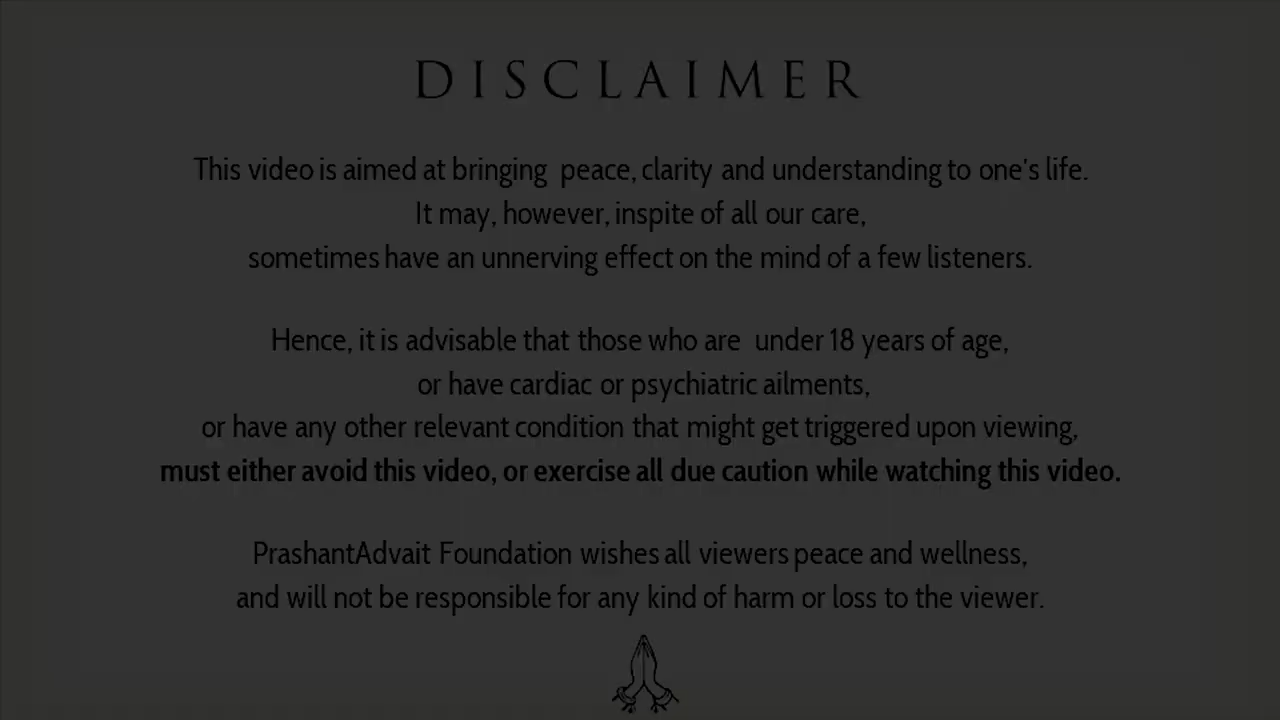 DISCLAIMER
This video is aimed at bringing peace, clarity and understanding to one's life.
It may, however, inspite of all our care,
sometimes have an unnerving effect on the mind of a few listeners.
Hence, it is advisable that those who are under 18 years of age,
or have cardiac or psychiatric ailments,
or have any other relevant condition that might get triggered upon viewing,
must either avoid this video, or exercise all due caution while watching this video.
PrashantAdvait Foundation wishes all viewers peace and wellness,
and will not be responsible for any kind of harm or loss to the viewer.